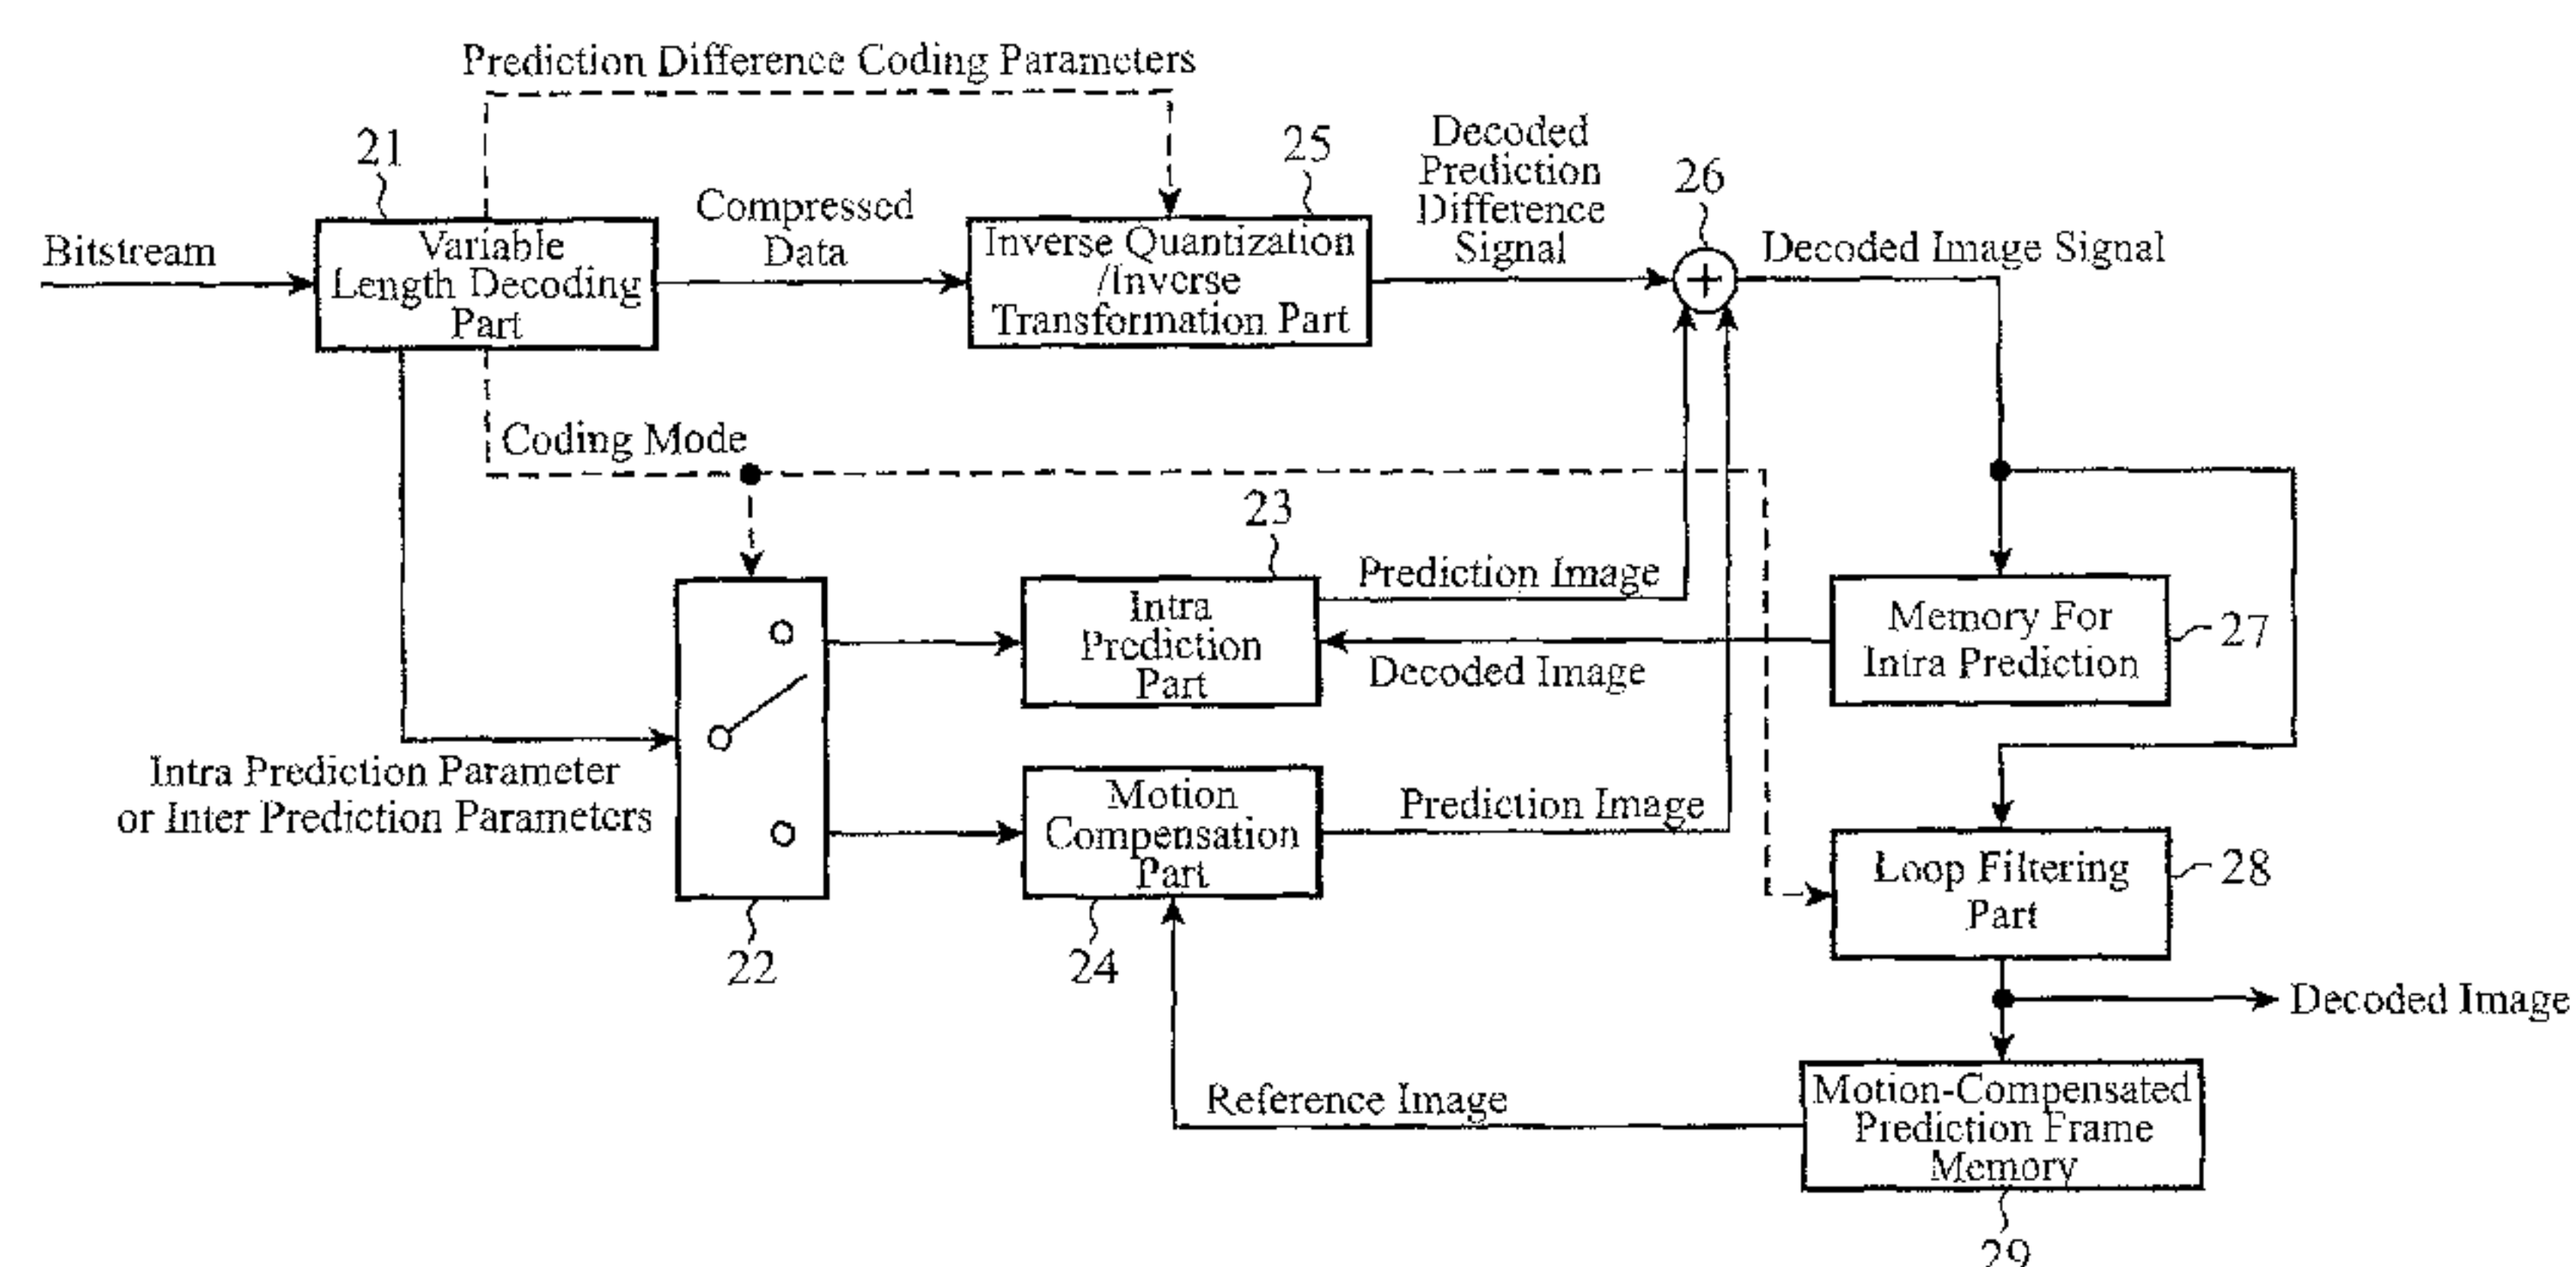 Prediction Difference Coding Parameters
21
Bitstream
Variable
Length Decoding
Part
Compressed
Data
25
Inverse Quantization
/Inverse
Transformation Part
Decoded
Prediction
Difference
Signal
26
+
Decoded Image Signal
Coding Mode
23
Intra
Prediction
Part
Prediction Image
Decoded Image
Memory For
Intra Prediction
27
Intra Prediction Parameter
or Inter Prediction Parameters
22
Motion
Compensation
Part
24
Prediction Image
Loop Filtering
Part
28
Decoded Image
Reference Image
Motion-Compensated
Prediction Frame
Memory
29